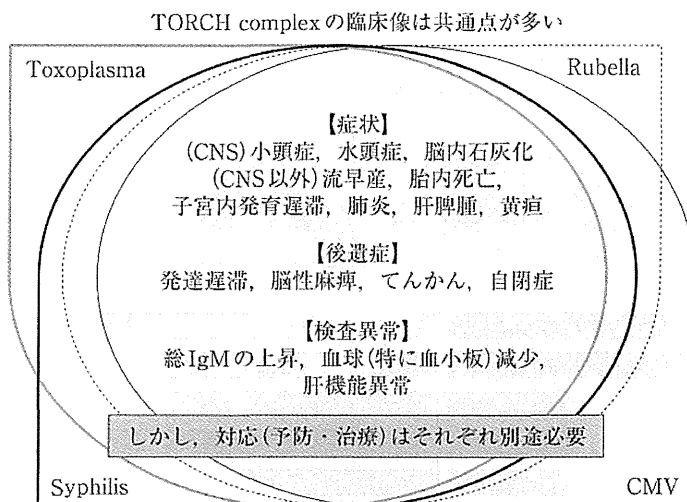 TORCH complexの臨床像は共通点が多い
Toxoplasma
Rubella
【症状】
(CNS)小頭症，水頭症，脳内石灰化
(CNS以外)流早産，胎内死亡，
子宮内発育遅滞，肺炎，肝脾腫，黄疸
【後遺症】
発達遅滞，脳性麻痺，てんかん，自閉症
【検査異常】
総IgMの上昇，血球(特に血小板)減少，
肝機能異常
しかし，対応(予防・治療)はそれぞれ別途必要
Syphilis
CMV